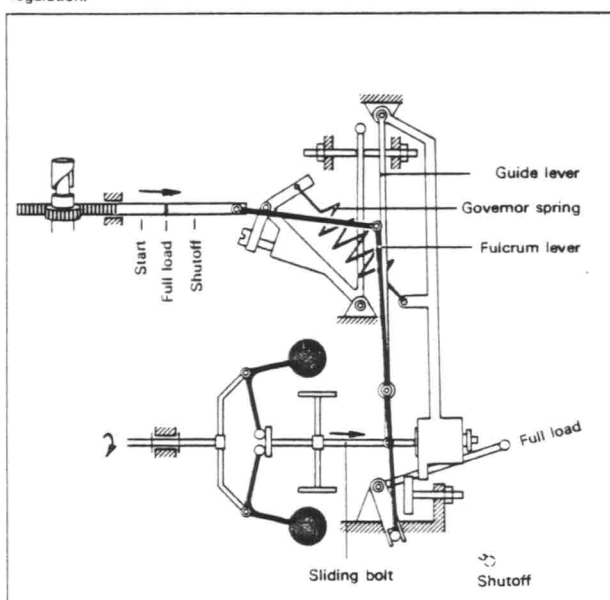 regulation.
Guide lever
Governor spring
Fulcrum lever
Start
Full load
Shutoff
Full load
Sliding bolt
Shutoff